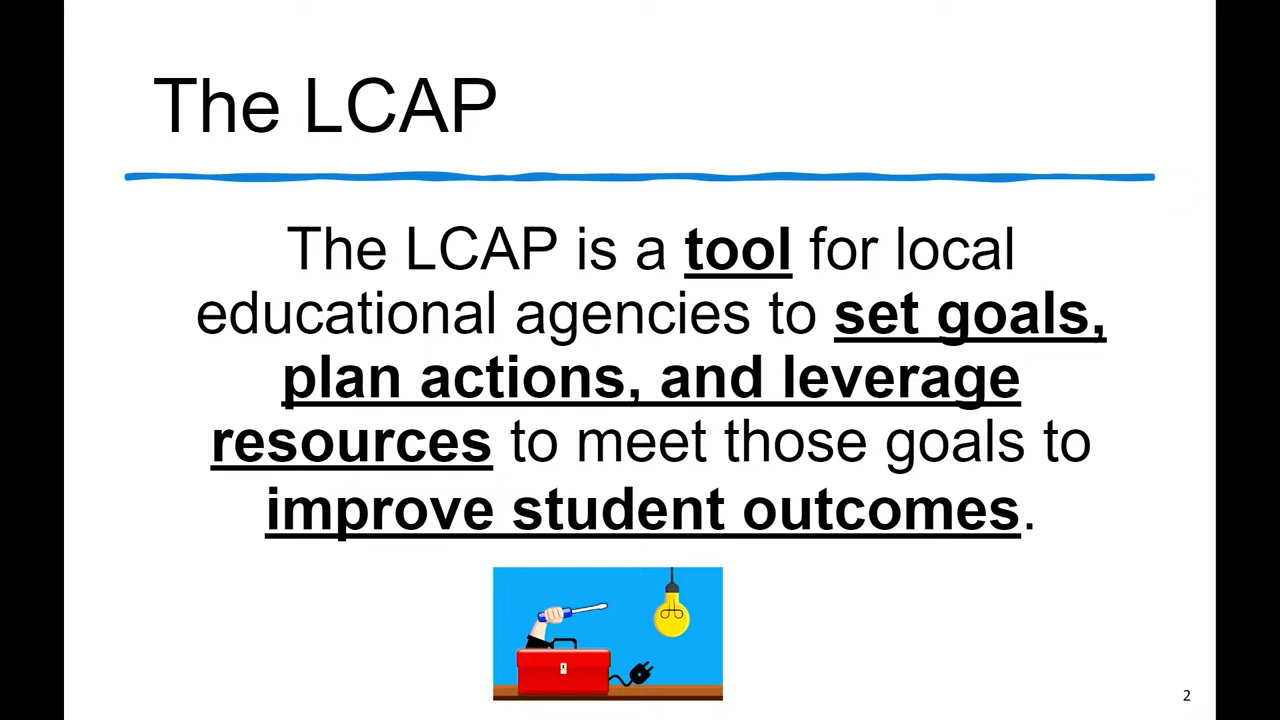 The LCAP
The LCAP is a tool for local
educational agencies to set goals,
plan actions, and leverage
resources to meet those goals to
improve student outcomes.
2